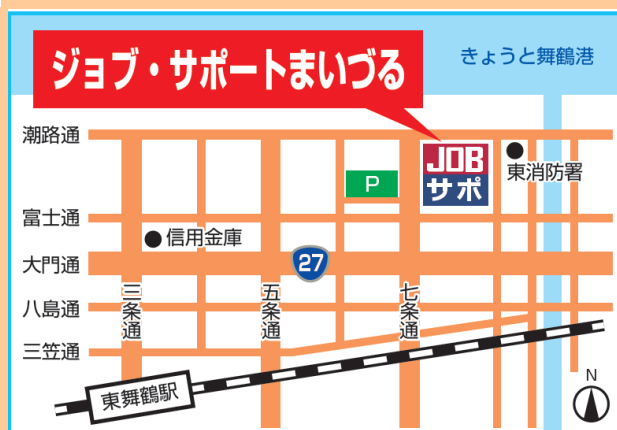 ジョブ・サポートまいづる
きょうと舞鶴港
潮路通
JOB
サポ
東消防署
P
富士通
信用金庫
大門通
27
三条通
五条通
七条通
八島通
三笠通
東舞鶴駅
N